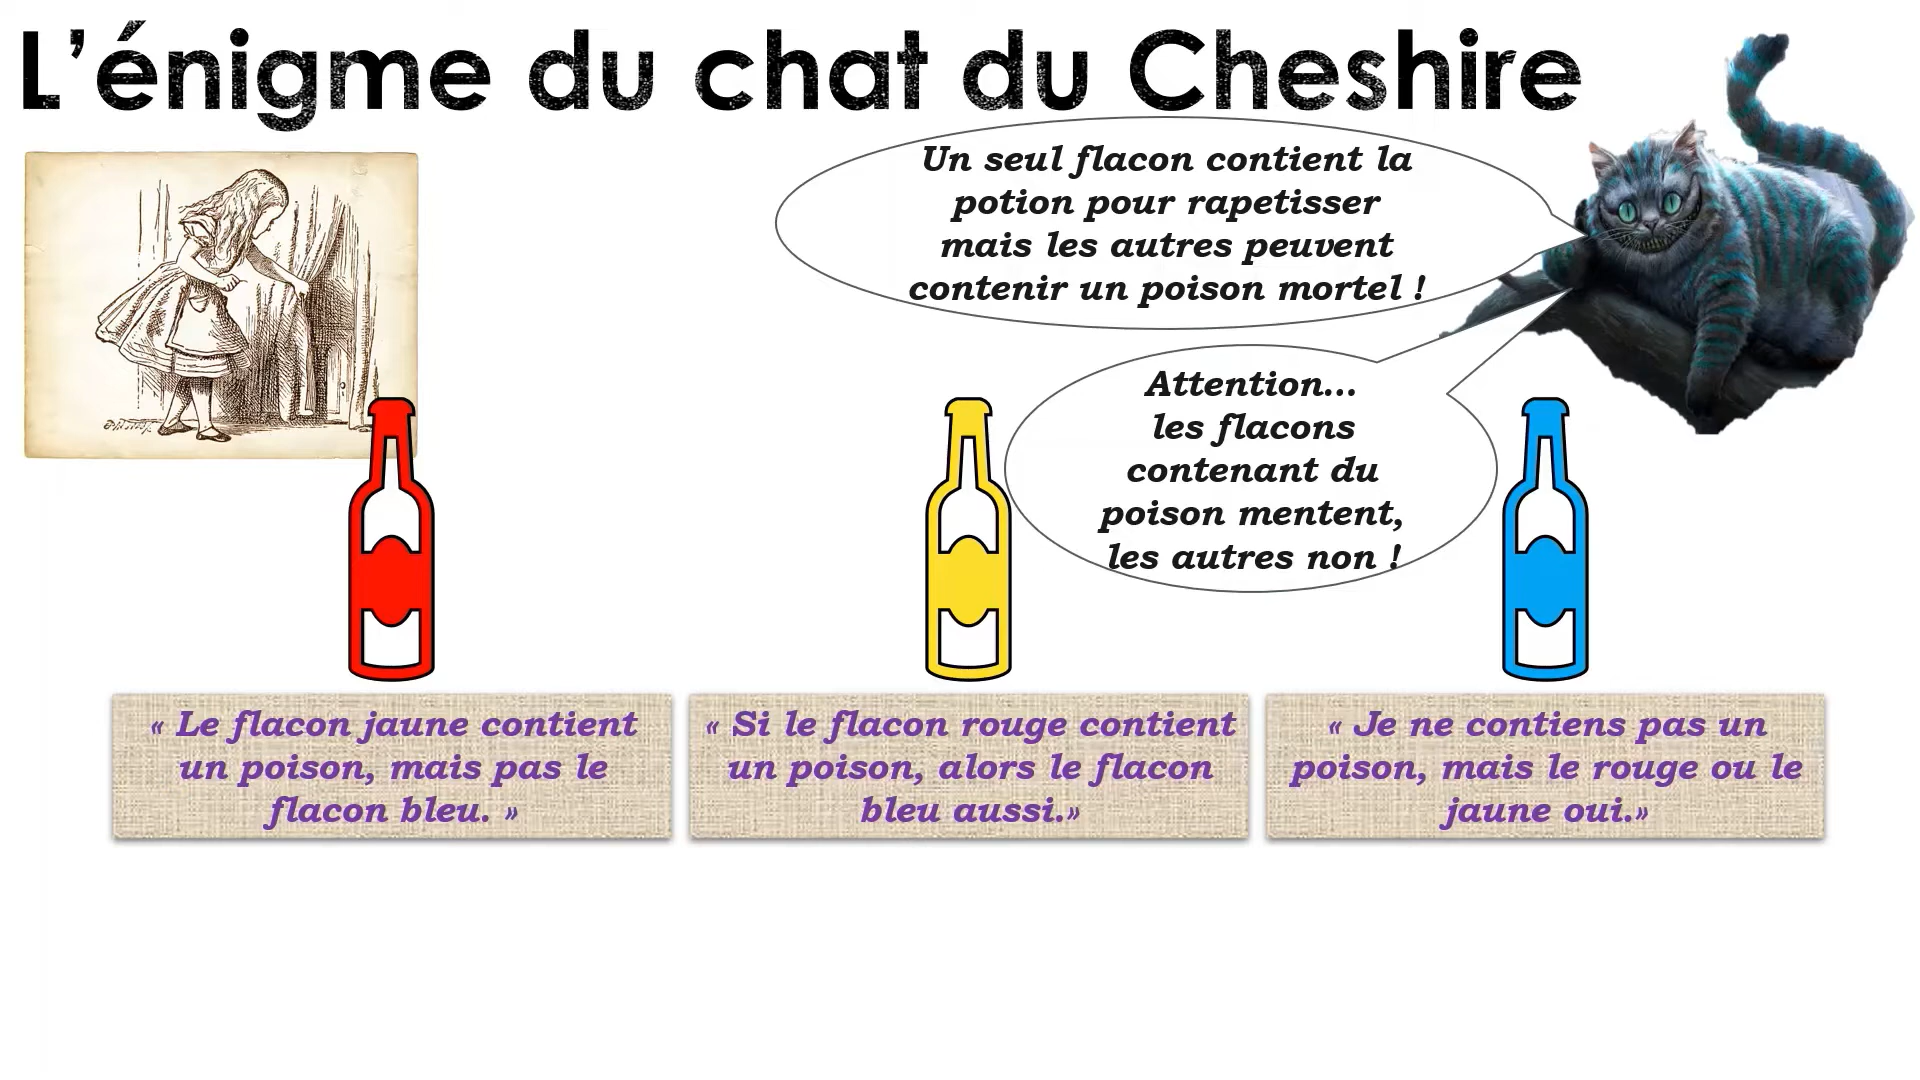 L’énigme du chat du Cheshire
Un seul flacon contient la
potion pour rapetisser
mais les autres peuvent
contenir un poison mortel !
Attention...
les flacons
contenant du
poison mentent,
les autres non !
« Le flacon jaune contient
un poison, mais pas le
flacon bleu. »
« Si le flacon rouge contient
un poison, alors le flacon
bleu aussi.»
« Je ne contiens pas un
poison, mais le rouge ou le
jaune oui.»